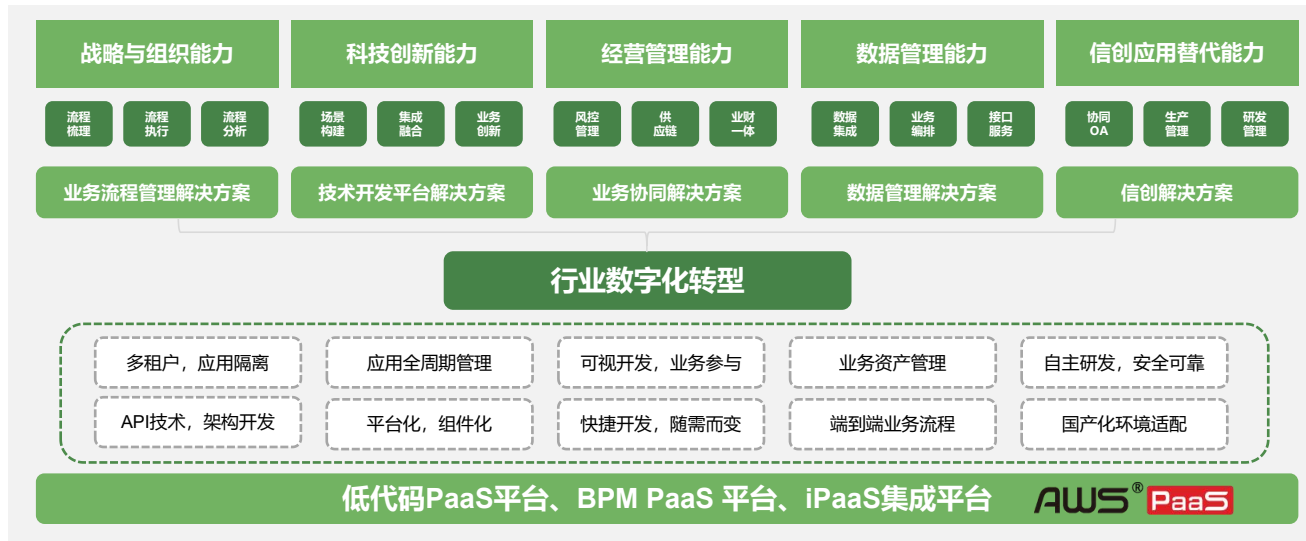 战略与组织能力
科技创新能力
经营管理能力
数据管理能力
信创应用替代能力
流程
梳理
流程
执行
流程
分析
场景
构建
集成
融合
业务
创新
风控
管理
供
应链
业财
一体
数据
集成
业务
编排
接口
服务
协同
OA
生产
管理
研发
管理
业务流程管理解决方案
技术开发平台解决方案
业务协同解决方案
数据管理解决方案
信创解决方案
行业数字化转型
多租户，应用隔离
应用全周期管理
可视开发，业务参与
业务资产管理
自主研发，安全可靠
API技术，架构开发
平台化，组件化
快捷开发，随需而变
端到端业务流程
国产化环境适配
低代码PaaS平台、BPM PaaS 平台、iPaaS集成平台
AWS® PaaS